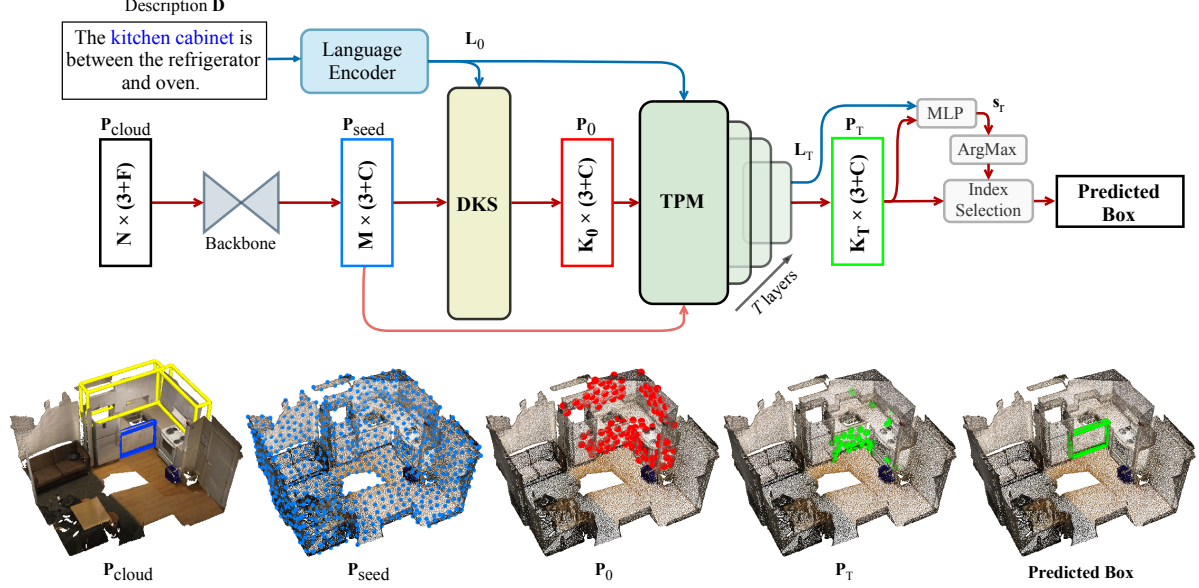 Description D
The kitchen cabinet is
between the refrigerator
and oven.
Language
Encoder
L0
P_cloud
N × (3+F)
Backbone
P_seed
M × (3+C)
DKS
P0
K0 × (3+C)
TPM
T layers
LT
PT
KT × (3+C)
MLP
sr
ArgMax
Index
Selection
Predicted
Box
Pcloud
Pseed
P0
PT
Predicted Box